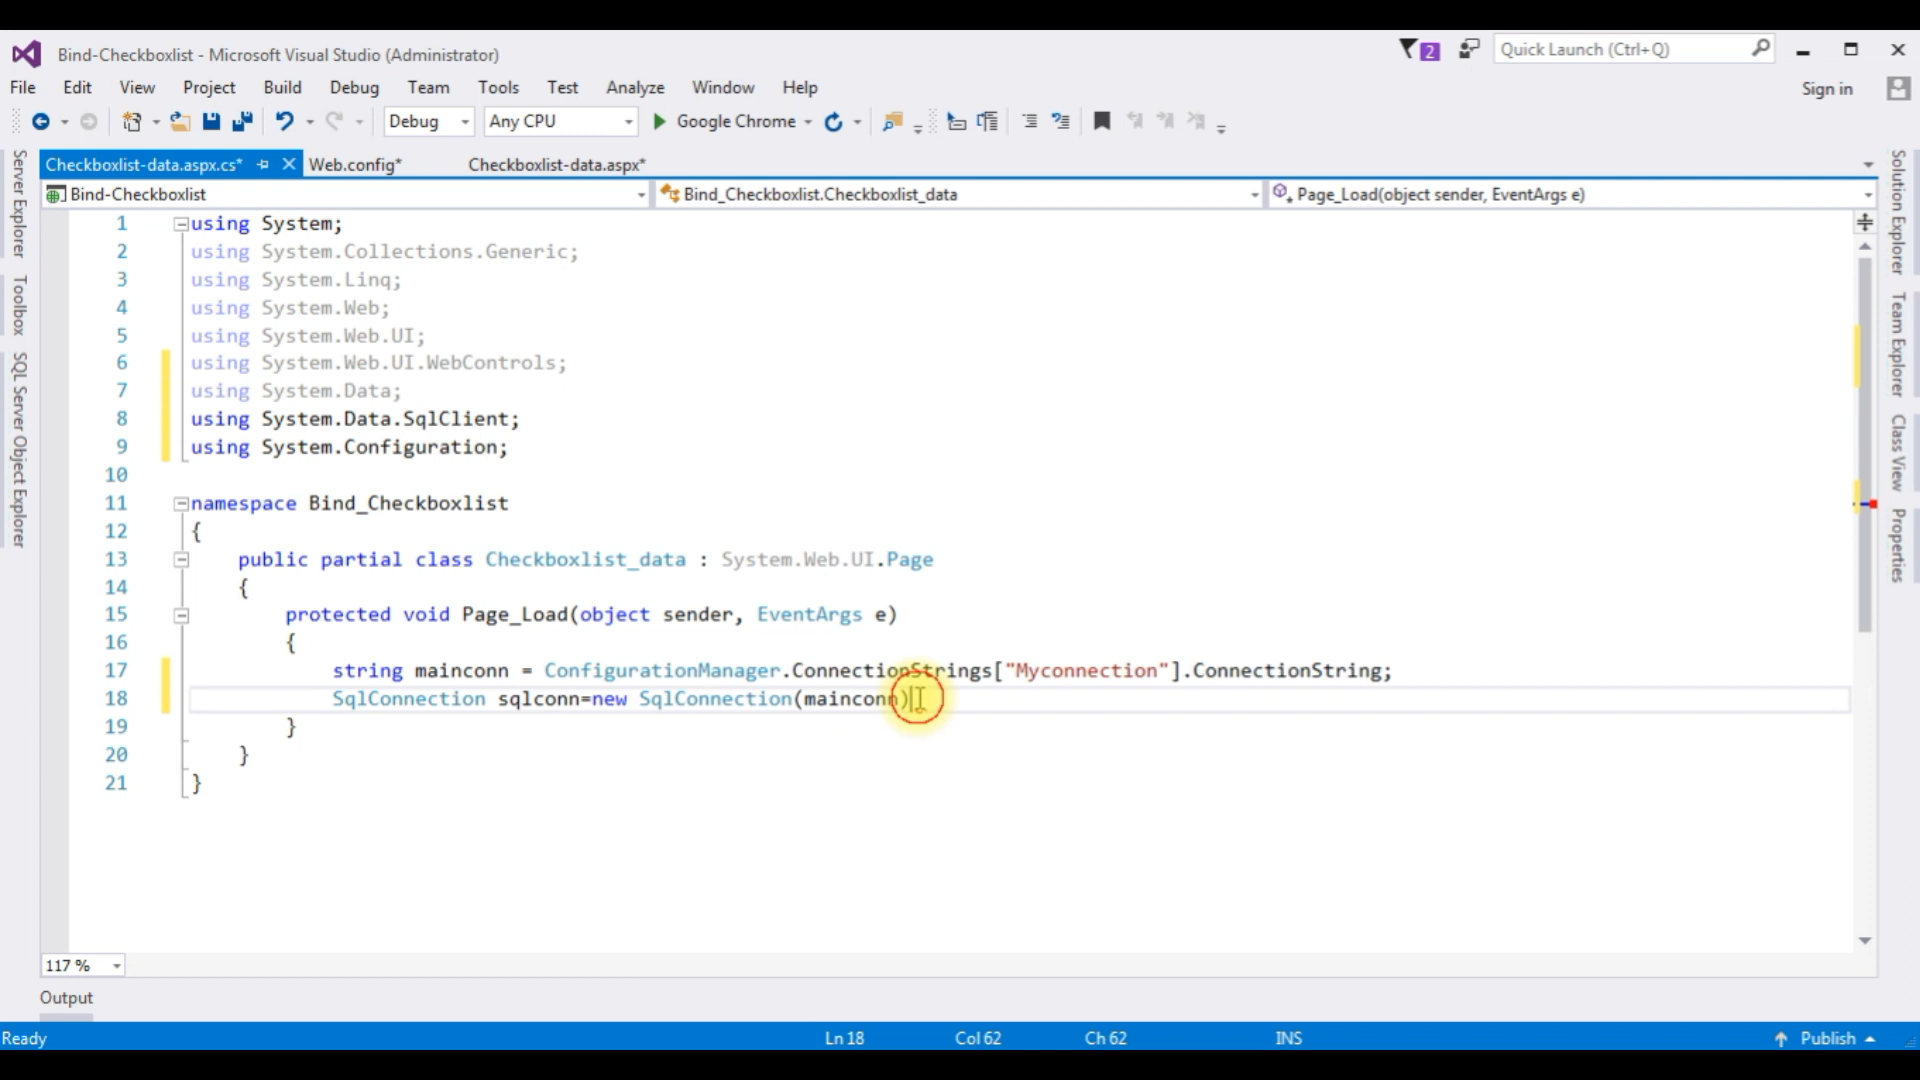 Bind-Checkboxlist - Microsoft Visual Studio (Administrator)
2
Quick Launch (Ctrl+Q)
File Edit View Project Build Debug Team Tools Test Analyze Window Help
Sign in
Debug
Any CPU
Google Chrome
Checkboxlist-data.aspx.cs*
Web.config*
Checkboxlist-data.aspx*
Bind-Checkboxlist
Bind_Checkboxlist.Checkboxlist_data
Page_Load(object sender, EventArgs e)
Server Explorer
Toolbox
SQL Server Object Explorer
1 using System;
2 using System.Collections.Generic;
3 using System.Linq;
4 using System.Web;
5 using System.Web.UI;
6 using System.Web.UI.WebControls;
7 using System.Data;
8 using System.Data.SqlClient;
9 using System.Configuration;
10
11 namespace Bind_Checkboxlist
12 {
13 public partial class Checkboxlist_data : System.Web.UI.Page
14 {
15 protected void Page_Load(object sender, EventArgs e)
16 {
17 string mainconn = ConfigurationManager.ConnectionStrings["Myconnection"].ConnectionString;
18 SqlConnection sqlconn=new SqlConnection(mainconn)
19 }
20 }
21 }
Solution Explorer
Team Explorer
Class View
Properties
117 %
Output
Ready
Ln 18
Col 62
Ch 62
INS
Publish